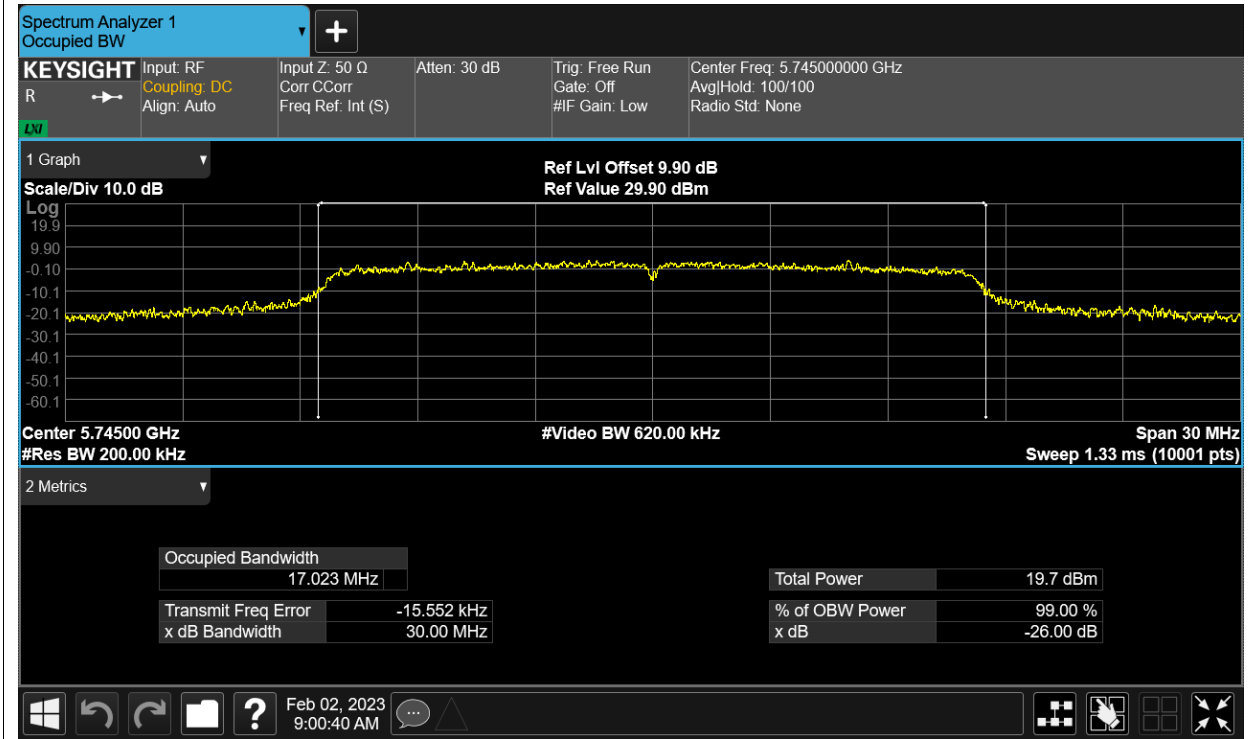 Spectrum Analyzer 1
Occupied BW
KEYSIGHT
R
LXI
Input: RF
Coupling: DC
Align: Auto
Input Z: 50 Ω
Corr CCorr
Freq Ref: Int (S)
Atten: 30 dB
Trig: Free Run
Gate: Off
#IF Gain: Low
Center Freq: 5.745000000 GHz
Avg|Hold: 100/100
Radio Std: None
1 Graph
Scale/Div 10.0 dB
Ref Lvl Offset 9.90 dB
Ref Value 29.90 dBm
Log
19.9
9.90
-0.10
-10.1
-20.1
-30.1
-40.1
-50.1
-60.1
Center 5.74500 GHz
#Res BW 200.00 kHz
#Video BW 620.00 kHz
Span 30 MHz
Sweep 1.33 ms (10001 pts)
2 Metrics
Occupied Bandwidth
17.023 MHz
Transmit Freq Error -15.552 kHz
x dB Bandwidth 30.00 MHz
Total Power 19.7 dBm
% of OBW Power 99.00 %
x dB -26.00 dB
?
Feb 02, 2023
9:00:40 AM